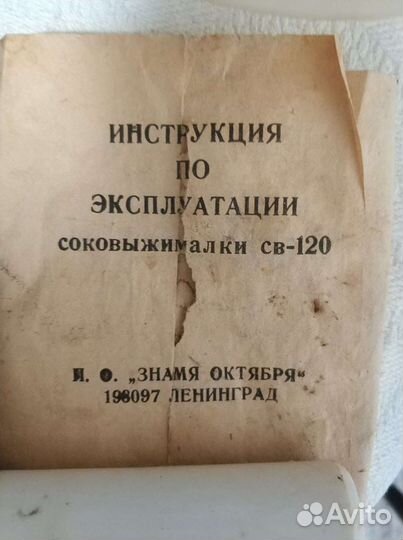 ИНСТРУКЦИЯ
ПО
ЭКСПЛУАТАЦИИ
СОКОВЫЖИМАЛКИ СВ-120
П. О. „ЗНАМЯ ОКТЯБРЯ“
198097 ЛЕНИНГРАД
Avito